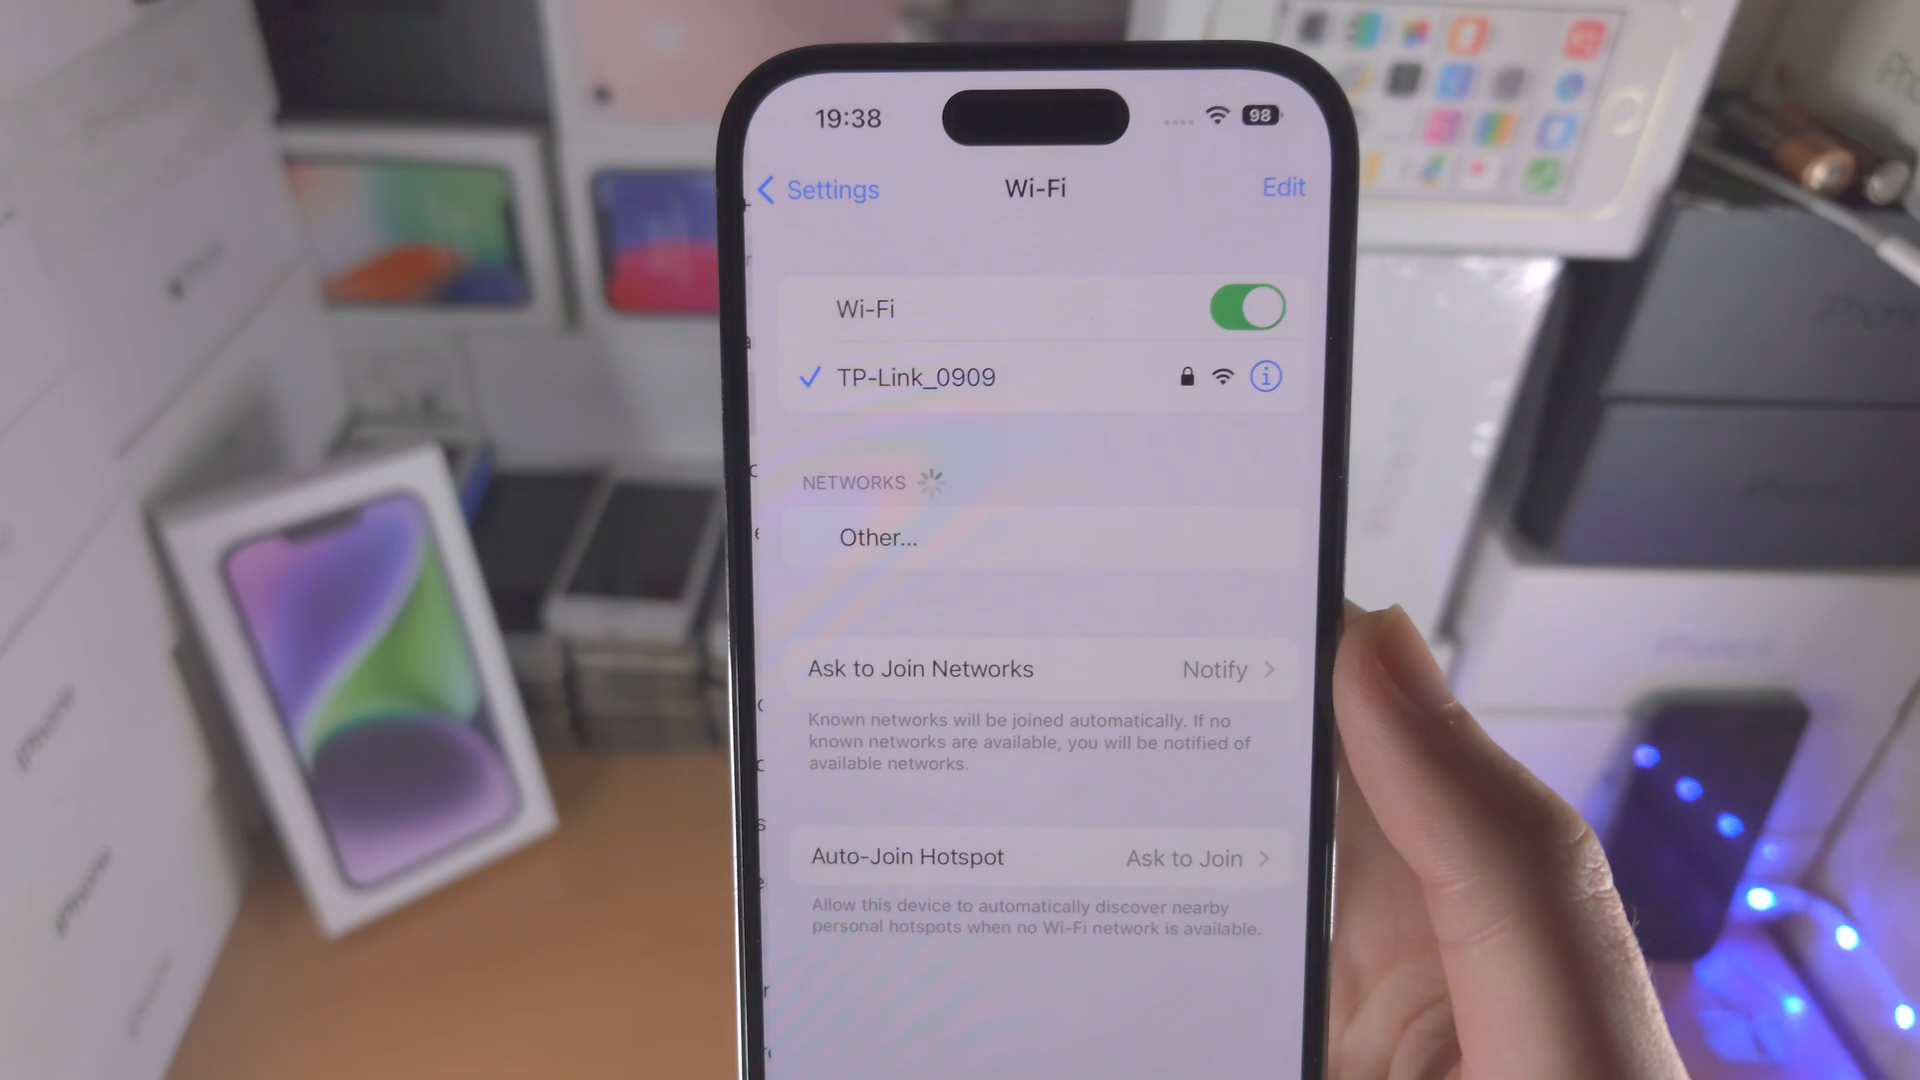 19:38
98
Settings
Wi-Fi
Edit
Wi-Fi
TP-Link_0909
NETWORKS
Other...
Ask to Join Networks
Notify
Known networks will be joined automatically. If no
known networks are available, you will be notified of
available networks.
Auto-Join Hotspot
Ask to Join
Allow this device to automatically discover nearby
personal hotspots when no Wi-Fi network is available.
iPhone
iPhone